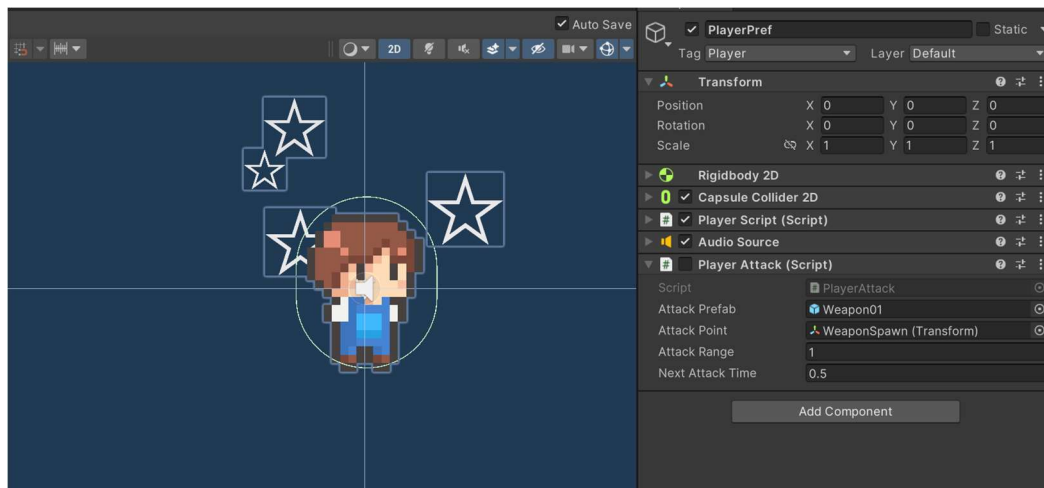 Auto Save
2D
PlayerPref Static
Tag Player Layer Default
Transform
Position X 0 Y 0 Z 0
Rotation X 0 Y 0 Z 0
Scale X 1 Y 1 Z 1
Rigidbody 2D
Capsule Collider 2D
# Player Script (Script)
Audio Source
# Player Attack (Script)
Script # PlayerAttack
Attack Prefab Weapon01
Attack Point WeaponSpawn (Transform)
Attack Range 1
Next Attack Time 0.5
Add Component